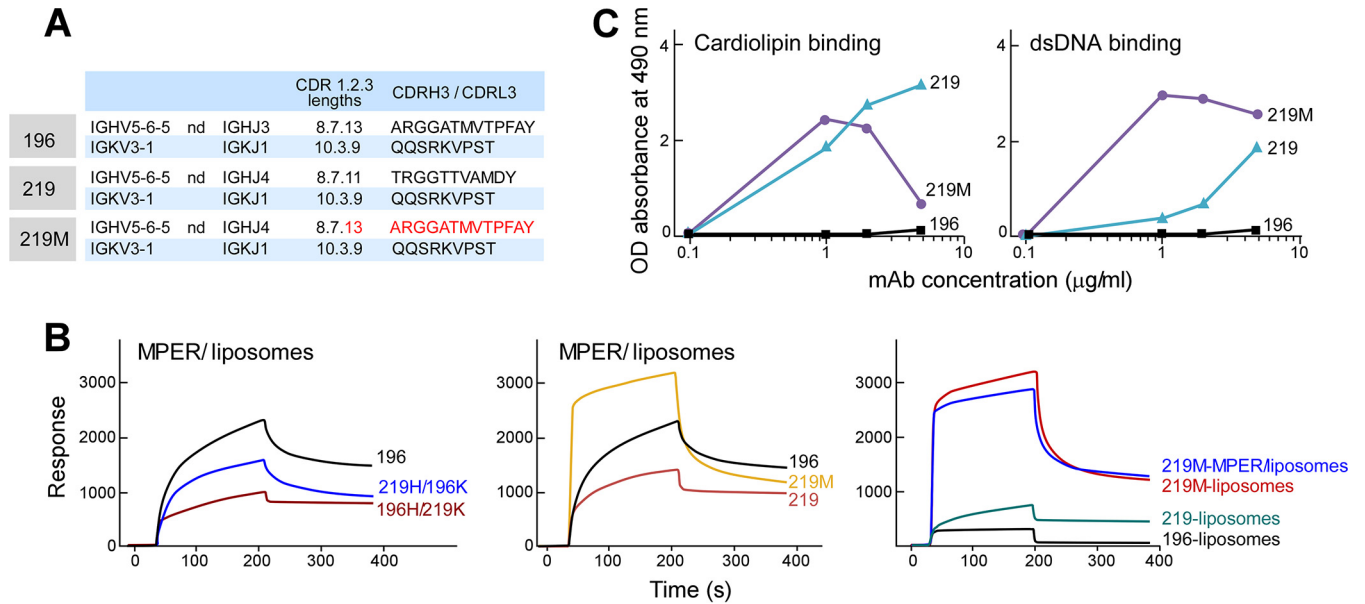 A
CDR 1.2.3 lengths CDRH3 / CDRL3
196
IGHV5-6-5 nd IGHJ3 8.7.13 ARGGATMVTPFAY
IGKV3-1 IGKJ1 10.3.9 QQSRKVPST
219
IGHV5-6-5 nd IGHJ4 8.7.11 TRGGTTVAMDY
IGKV3-1 IGKJ1 10.3.9 QQSRKVPST
219M
IGHV5-6-5 nd IGHJ4 8.7.13 ARGGATMVTPFAY
IGKV3-1 IGKJ1 10.3.9 QQSRKVPST
C
OD absorbance at 490 nm
Cardiolipin binding
4
2
0
0.1 1 10
219
219M
196
dsDNA binding
4
2
0
0.1 1 10
219M
219
196
mAb concentration (μg/ml)
B
Response
MPER/ liposomes
3000
2000
1000
0
0 100 200 300 400
196
219H/196K
196H/219K
MPER/ liposomes
3000
2000
1000
0
0 100 200 300 400
196
219M
219
3000
2000
1000
0
0 100 200 300 400
219M-MPER/liposomes
219M-liposomes
219-liposomes
196-liposomes
Time (s)